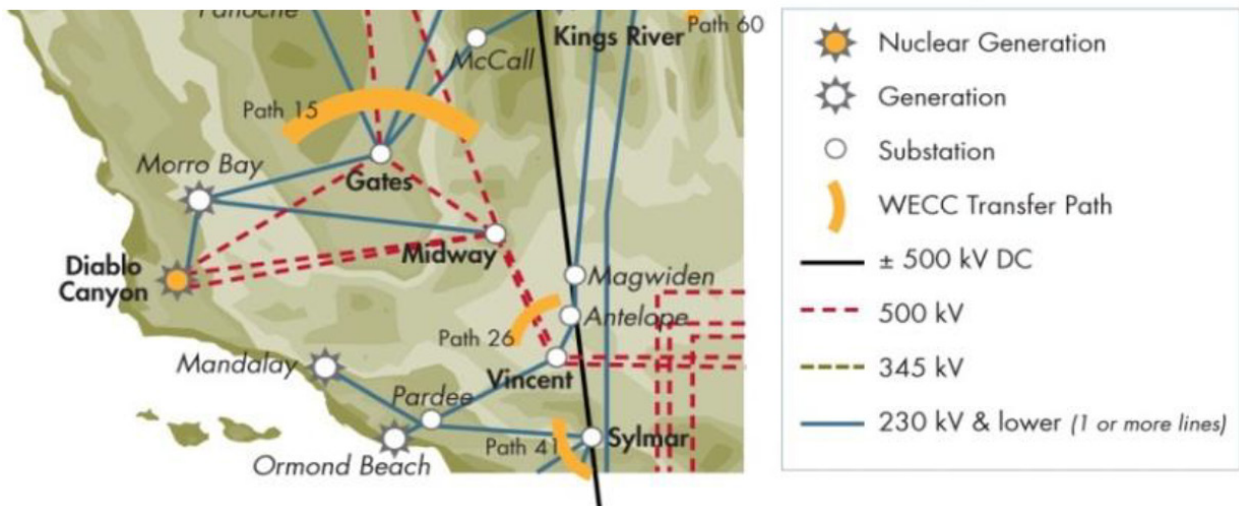 Panoche
Kings River
Path 60
McCall
Path 15
Morro Bay
Gates
Midway
Diablo
Canyon
Magwiden
Antelope
Path 26
Mandalay
Vincent
Pardee
Path 41
Sylmar
Ormond Beach
Nuclear Generation
Generation
Substation
WECC Transfer Path
± 500 kV DC
500 kV
345 kV
230 kV & lower (1 or more lines)